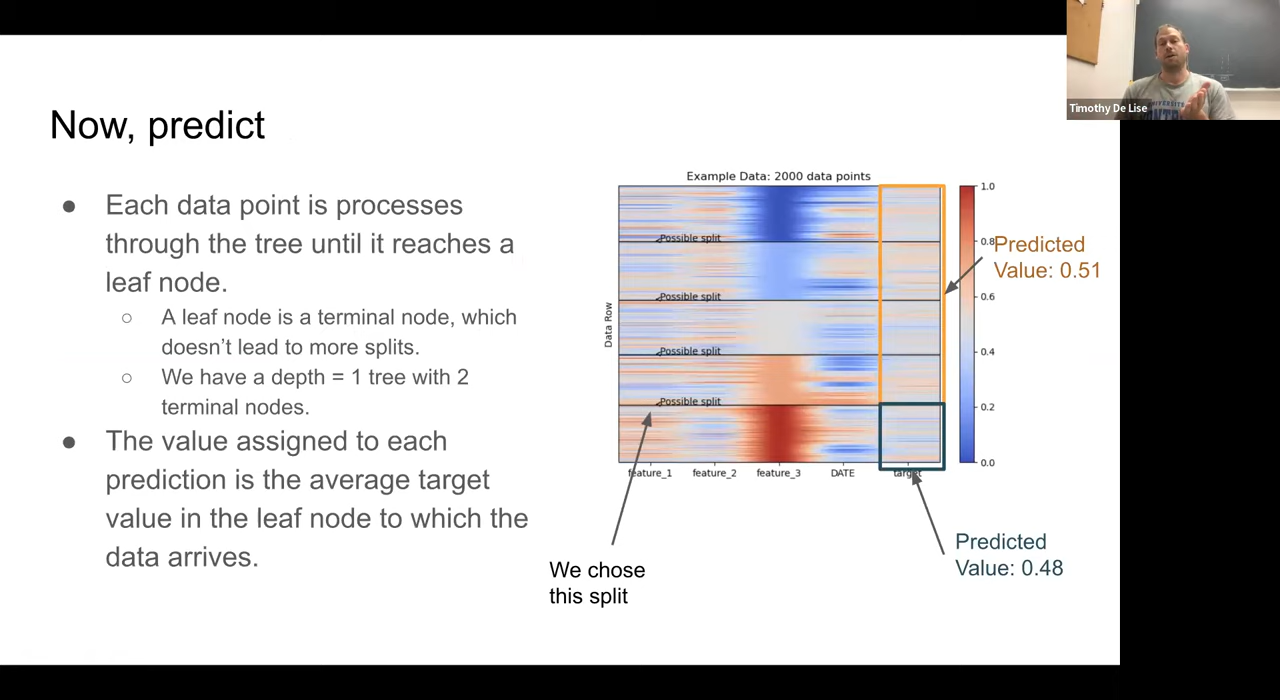 Timothy De Lise
UNIVERSITÉ
Now, predict
● Each data point is processes
through the tree until it reaches a
leaf node.
○ A leaf node is a terminal node, which
doesn’t lead to more splits.
○ We have a depth = 1 tree with 2
terminal nodes.
● The value assigned to each
prediction is the average target
value in the leaf node to which the
data arrives.
Example Data: 2000 data points
Data Row
Possible split
Possible split
Possible split
Possible split
feature_1
feature_2
feature_3
DATE
target
1.0
0.8
0.6
0.4
0.2
0.0
Predicted
Value: 0.51
Predicted
Value: 0.48
We chose
this split